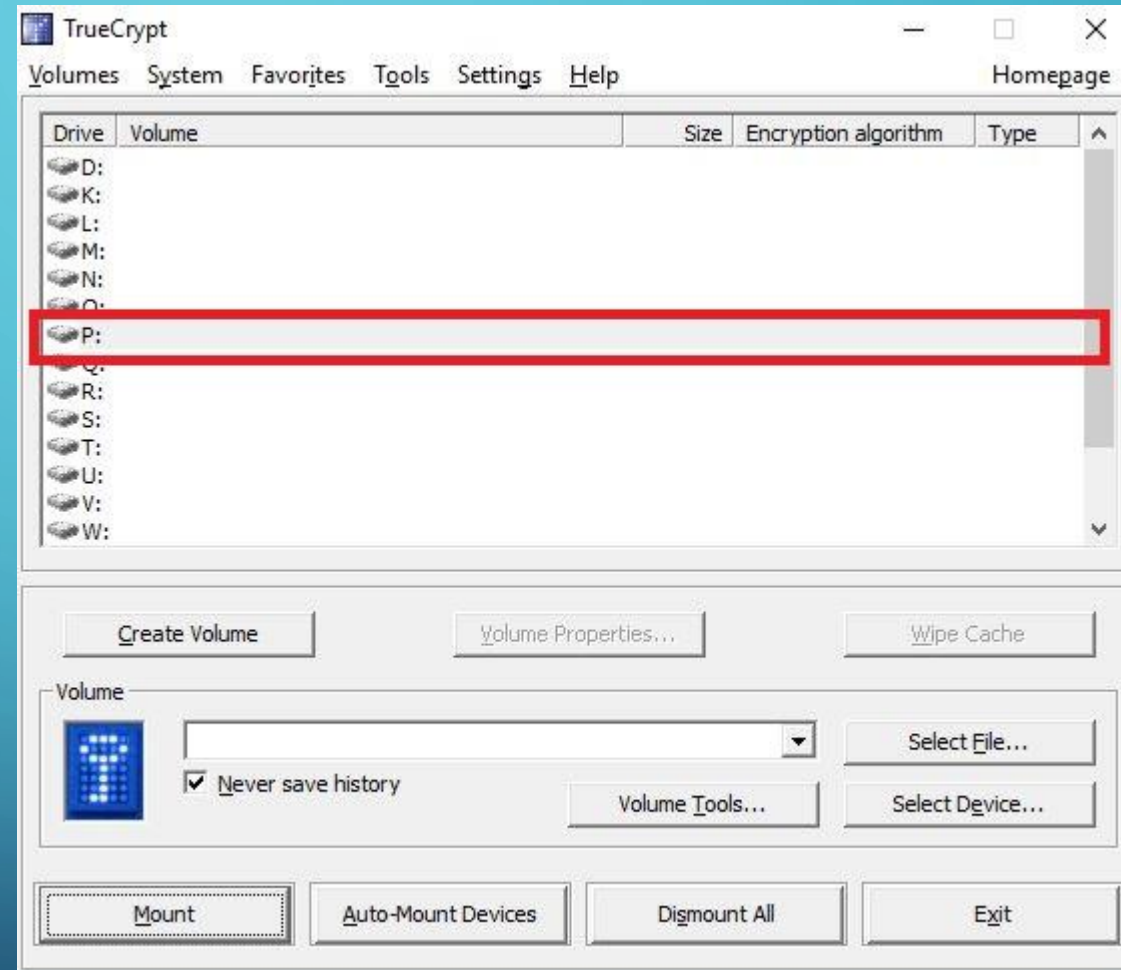 TrueCrypt
Volumes System Favorites Tools Settings Help Homepage
Drive Volume Size Encryption algorithm Type
D:
K:
L:
M:
N:
O:
P:
Q:
R:
S:
T:
U:
V:
W:
Create Volume Volume Properties... Wipe Cache
Volume
Select File...
Never save history
Volume Tools... Select Device...
Mount Auto-Mount Devices Dismount All Exit